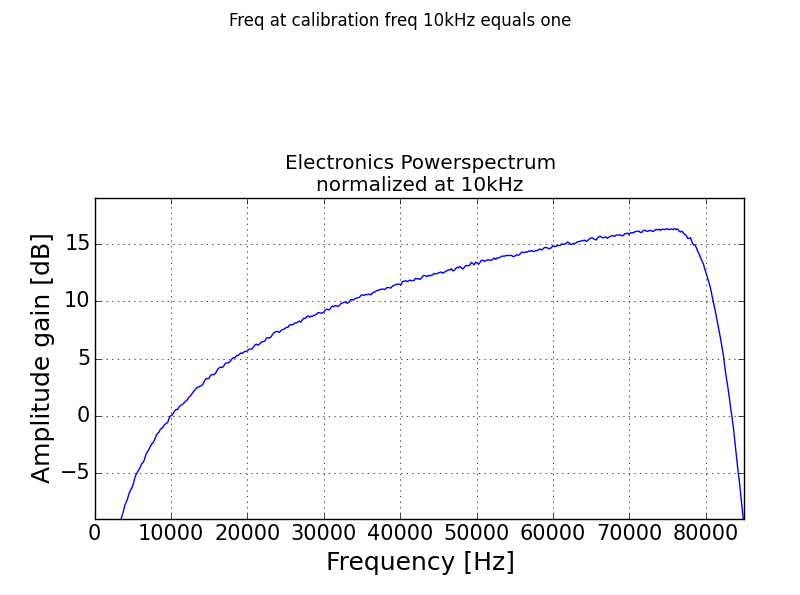 Freq at calibration freq 10kHz equals one
Electronics Powerspectrum
normalized at 10kHz
Amplitude gain [dB]
15
10
5
0
−5
0 10000 20000 30000 40000 50000 60000 70000 80000
Frequency [Hz]